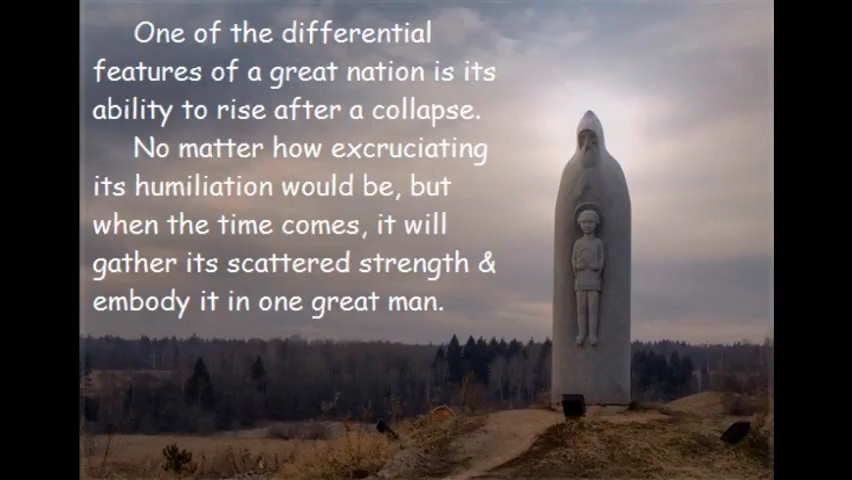 One of the differential
features of a great nation is its
ability to rise after a collapse.
No matter how excruciating
its humiliation would be, but
when the time comes, it will
gather its scattered strength &
embody it in one great man.